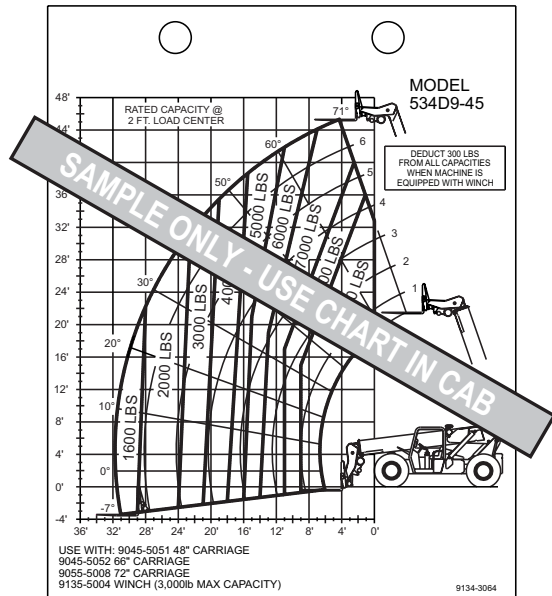 MODEL
534D9-45
RATED CAPACITY @
2 FT. LOAD CENTER
DEDUCT 300 LBS
FROM ALL CAPACITIES
WHEN MACHINE IS
EQUIPPED WITH WINCH
48'
44'
36'
32'
28'
24'
20'
16'
12'
8'
4'
0'
-4'
71°
60°
50°
30°
20°
10°
0°
-7°
6
5
4
3
2
1
1600 LBS
2000 LBS
3000 LBS
5000 LBS
6000 LBS
7000 LBS
LBS
LBS
SAMPLE ONLY - USE CHART IN CAB
36' 32' 28' 24' 20' 16' 12' 8' 4' 0'
USE WITH: 9045-5051 48" CARRIAGE
9045-5052 66" CARRIAGE
9055-5008 72" CARRIAGE
9135-5004 WINCH (3,000lb MAX CAPACITY)
9134-3064